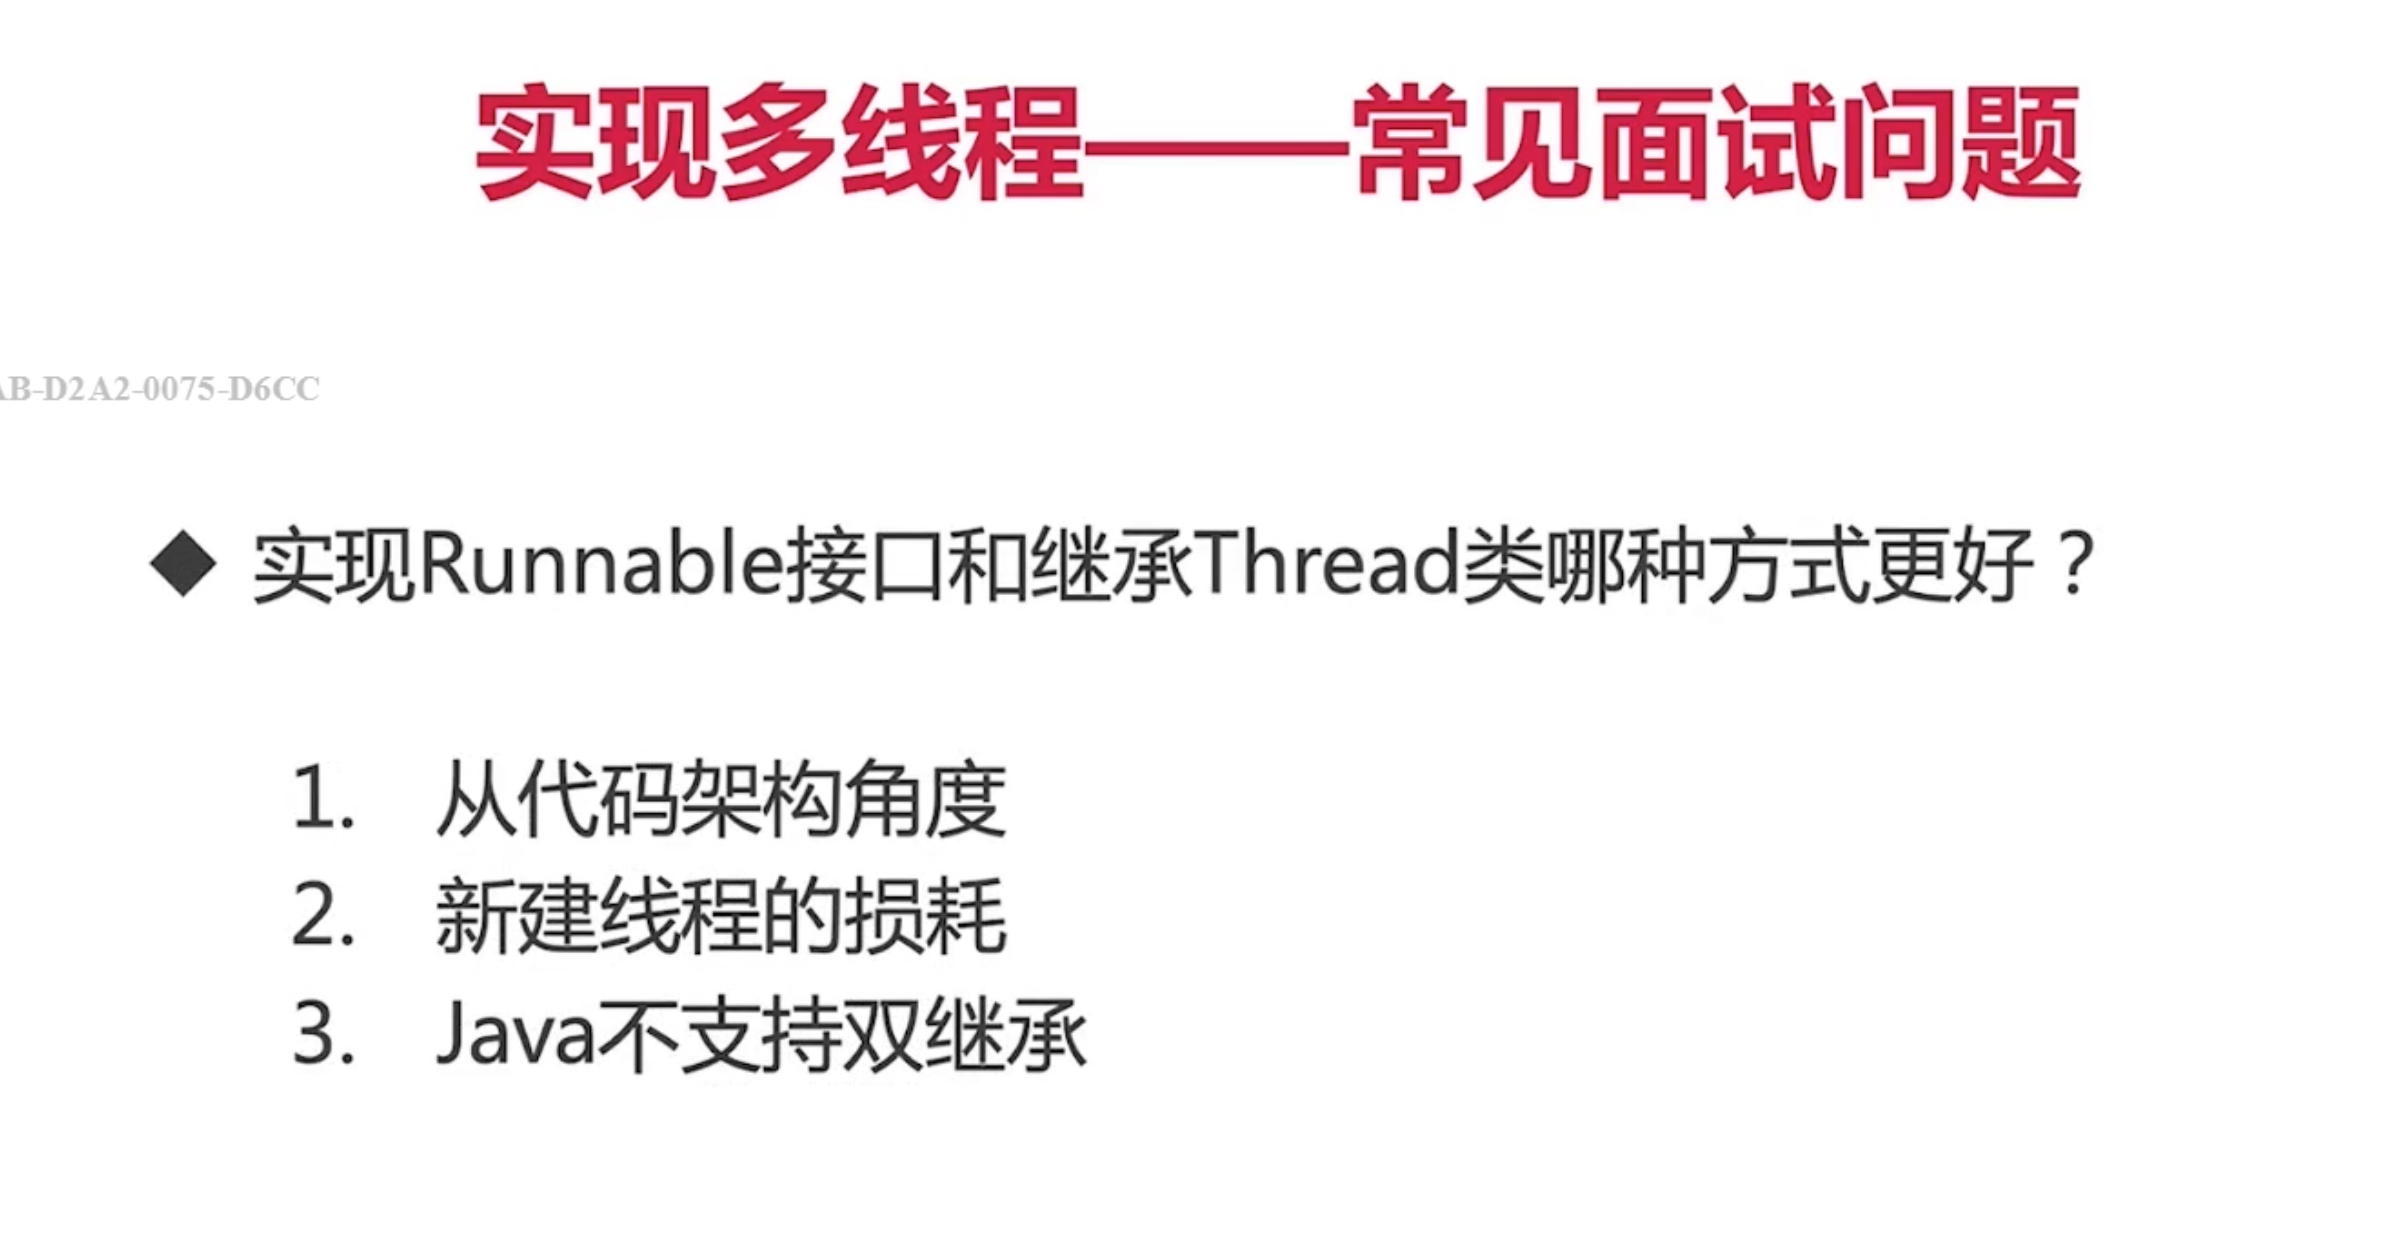 实现多线程——常见面试问题
AB-D2A2-0075-D6CC
◆ 实现Runnable接口和继承Thread类哪种方式更好？
1. 从代码架构角度
2. 新建线程的损耗
3. Java不支持双继承